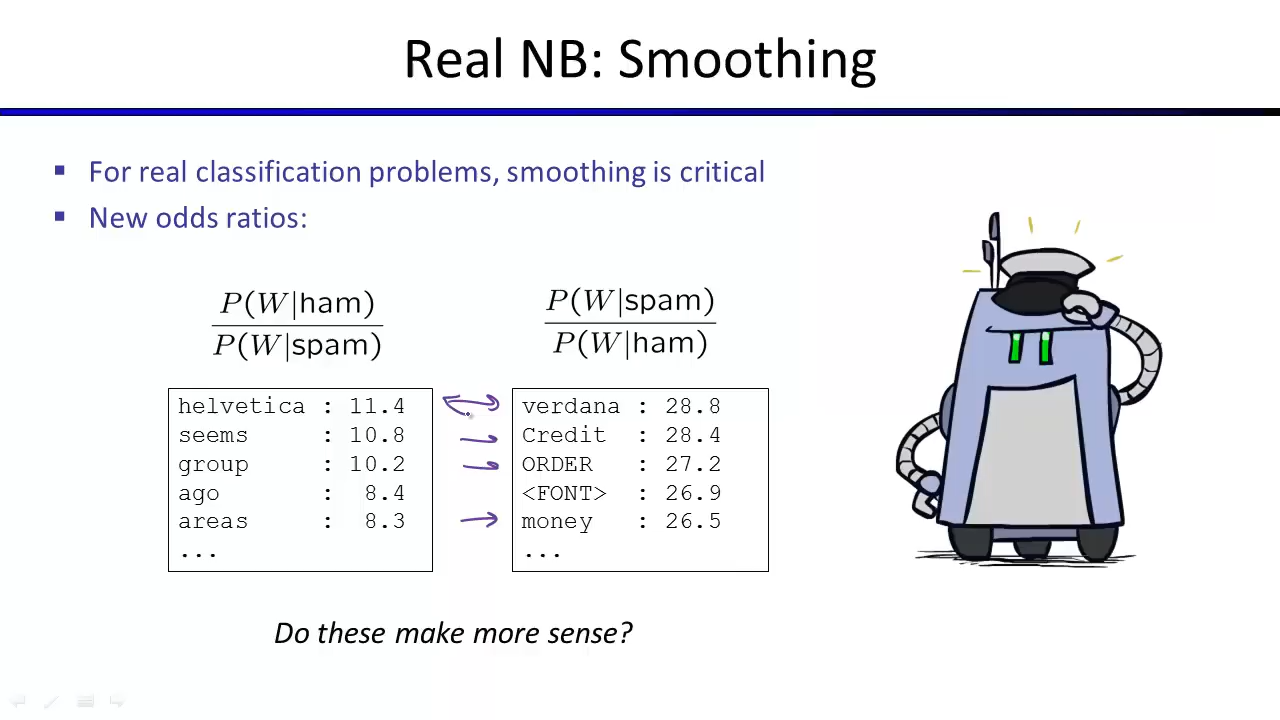 Real NB: Smoothing
▪ For real classification problems, smoothing is critical
▪ New odds ratios:
P(W|ham)
P(W|spam)
P(W|spam)
P(W|ham)
helvetica : 11.4
seems : 10.8
group : 10.2
ago : 8.4
areas : 8.3
...
verdana : 28.8
Credit : 28.4
ORDER : 27.2
<FONT> : 26.9
money : 26.5
...
Do these make more sense?